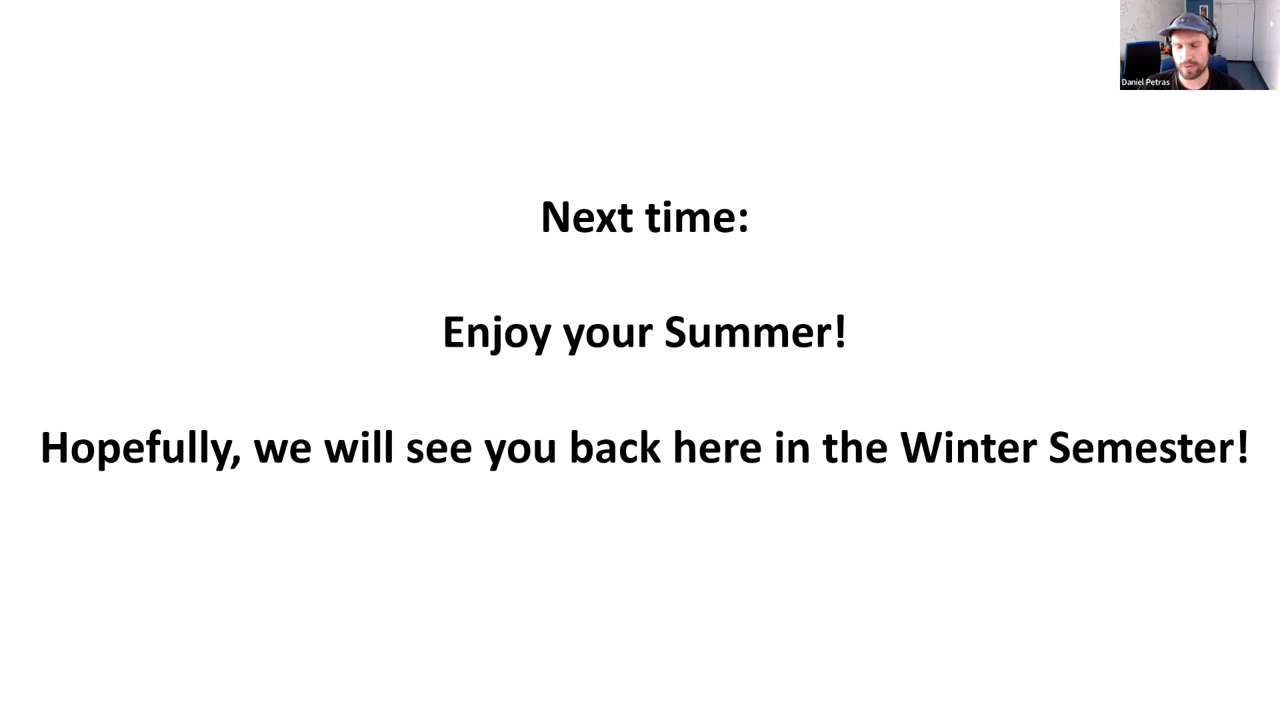 Daniel Petras
Next time:
Enjoy your Summer!
Hopefully, we will see you back here in the Winter Semester!